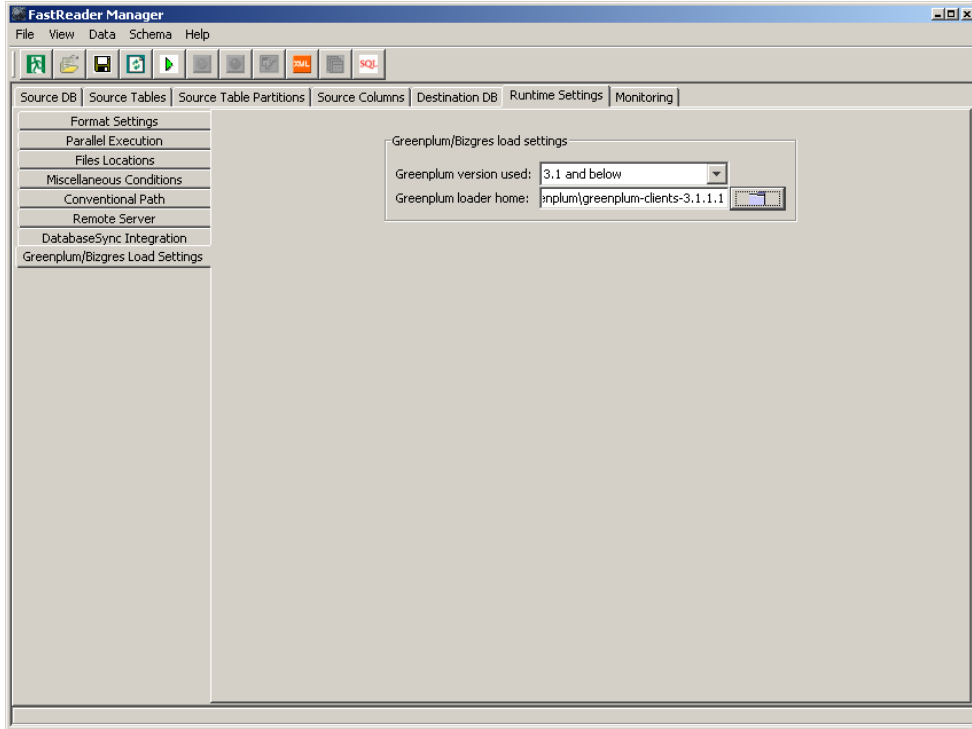 FastReader Manager
File View Data Schema Help
XML SQL
Source DB Source Tables Source Table Partitions Source Columns Destination DB Runtime Settings Monitoring
Format Settings
Parallel Execution
Files Locations
Miscellaneous Conditions
Conventional Path
Remote Server
DatabaseSync Integration
Greenplum/Bizgres Load Settings
Greenplum/Bizgres load settings
Greenplum version used: 3.1 and below
Greenplum loader home: enplum\greenplum-clients-3.1.1.1